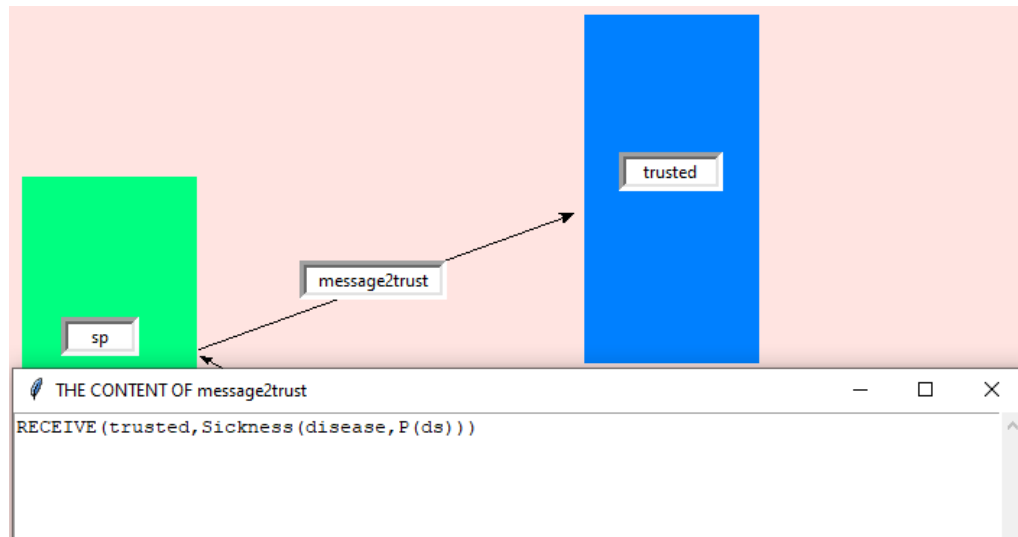 trusted
message2trust
sp
THE CONTENT OF message2trust
RECEIVE(trusted,Sickness(disease,P(ds)))